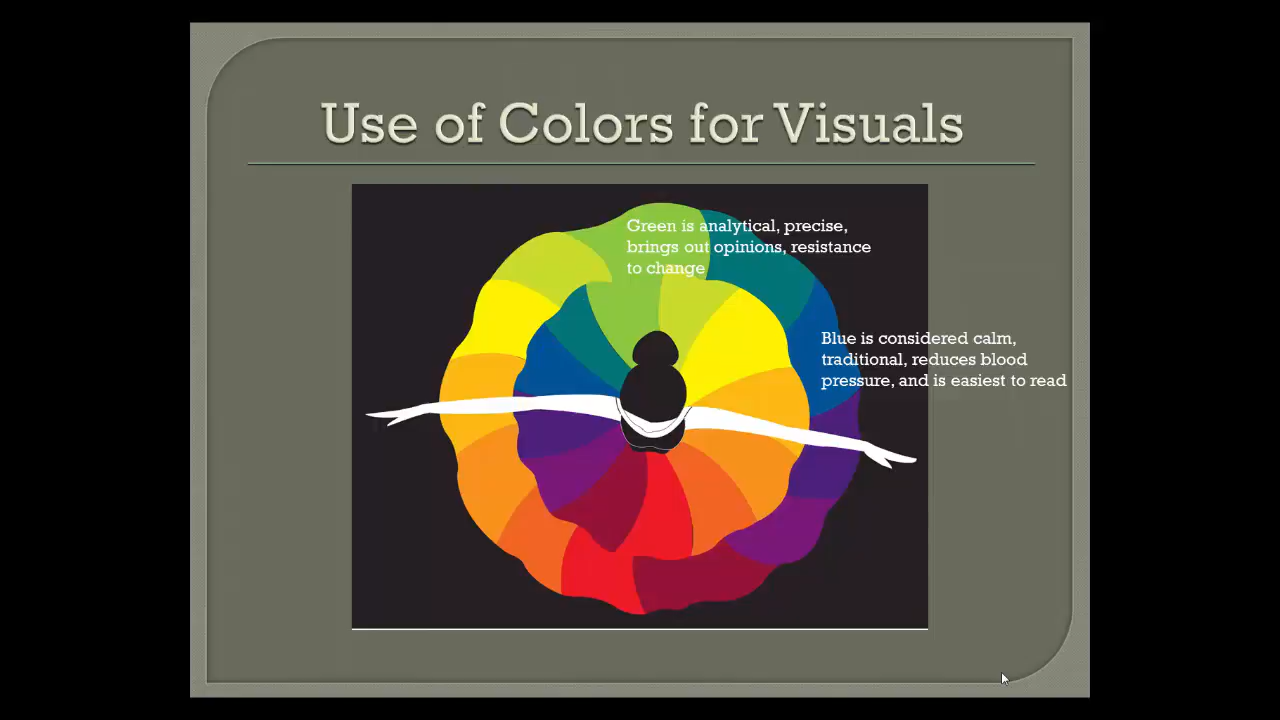 Use of Colors for Visuals
Green is analytical, precise,
brings out opinions, resistance
to change
Blue is considered calm,
traditional, reduces blood
pressure, and is easiest to read